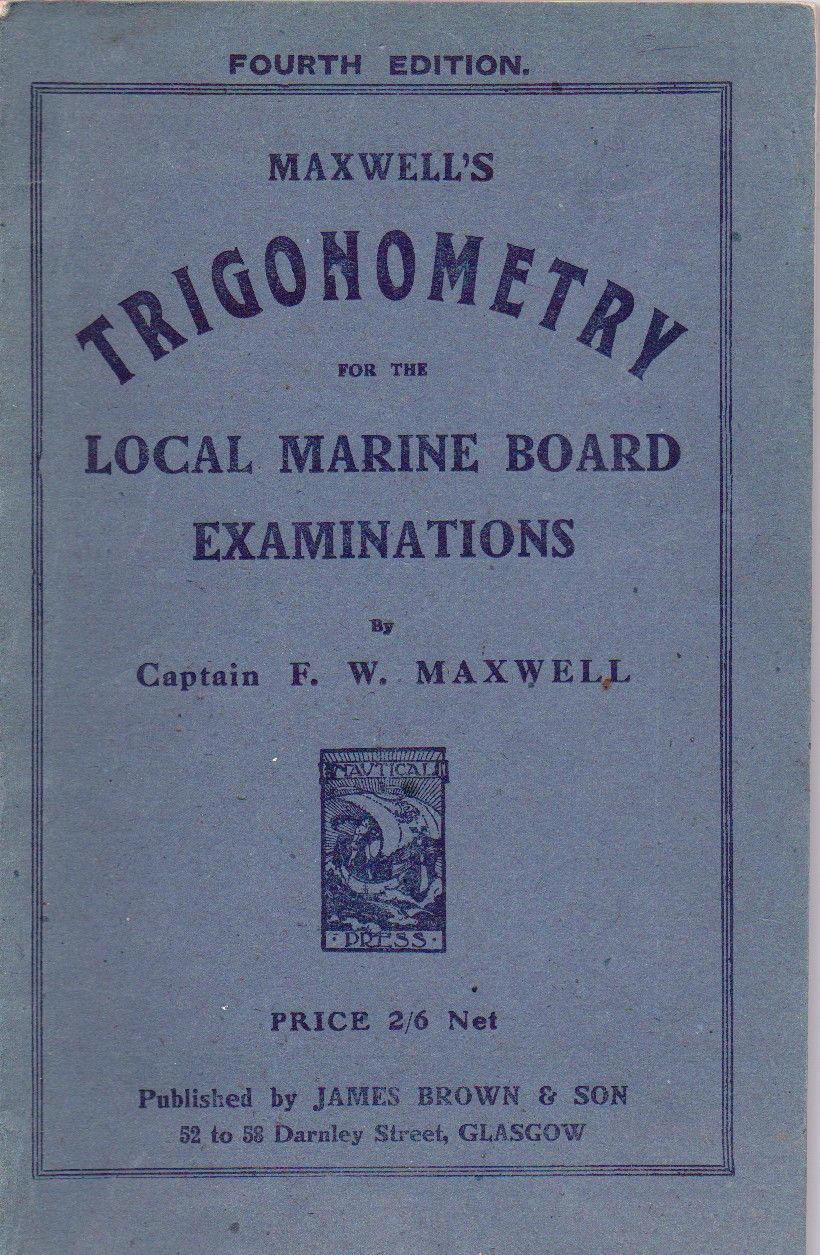 FOURTH EDITION.
MAXWELL'S
TRIGONOMETRY
FOR THE
LOCAL MARINE BOARD
EXAMINATIONS
By
Captain F. W. MAXWELL
NAUTICAL
·PRESS·
PRICE 2/6 Net
Published by JAMES BROWN & SON
52 to 58 Darnley Street, GLASGOW